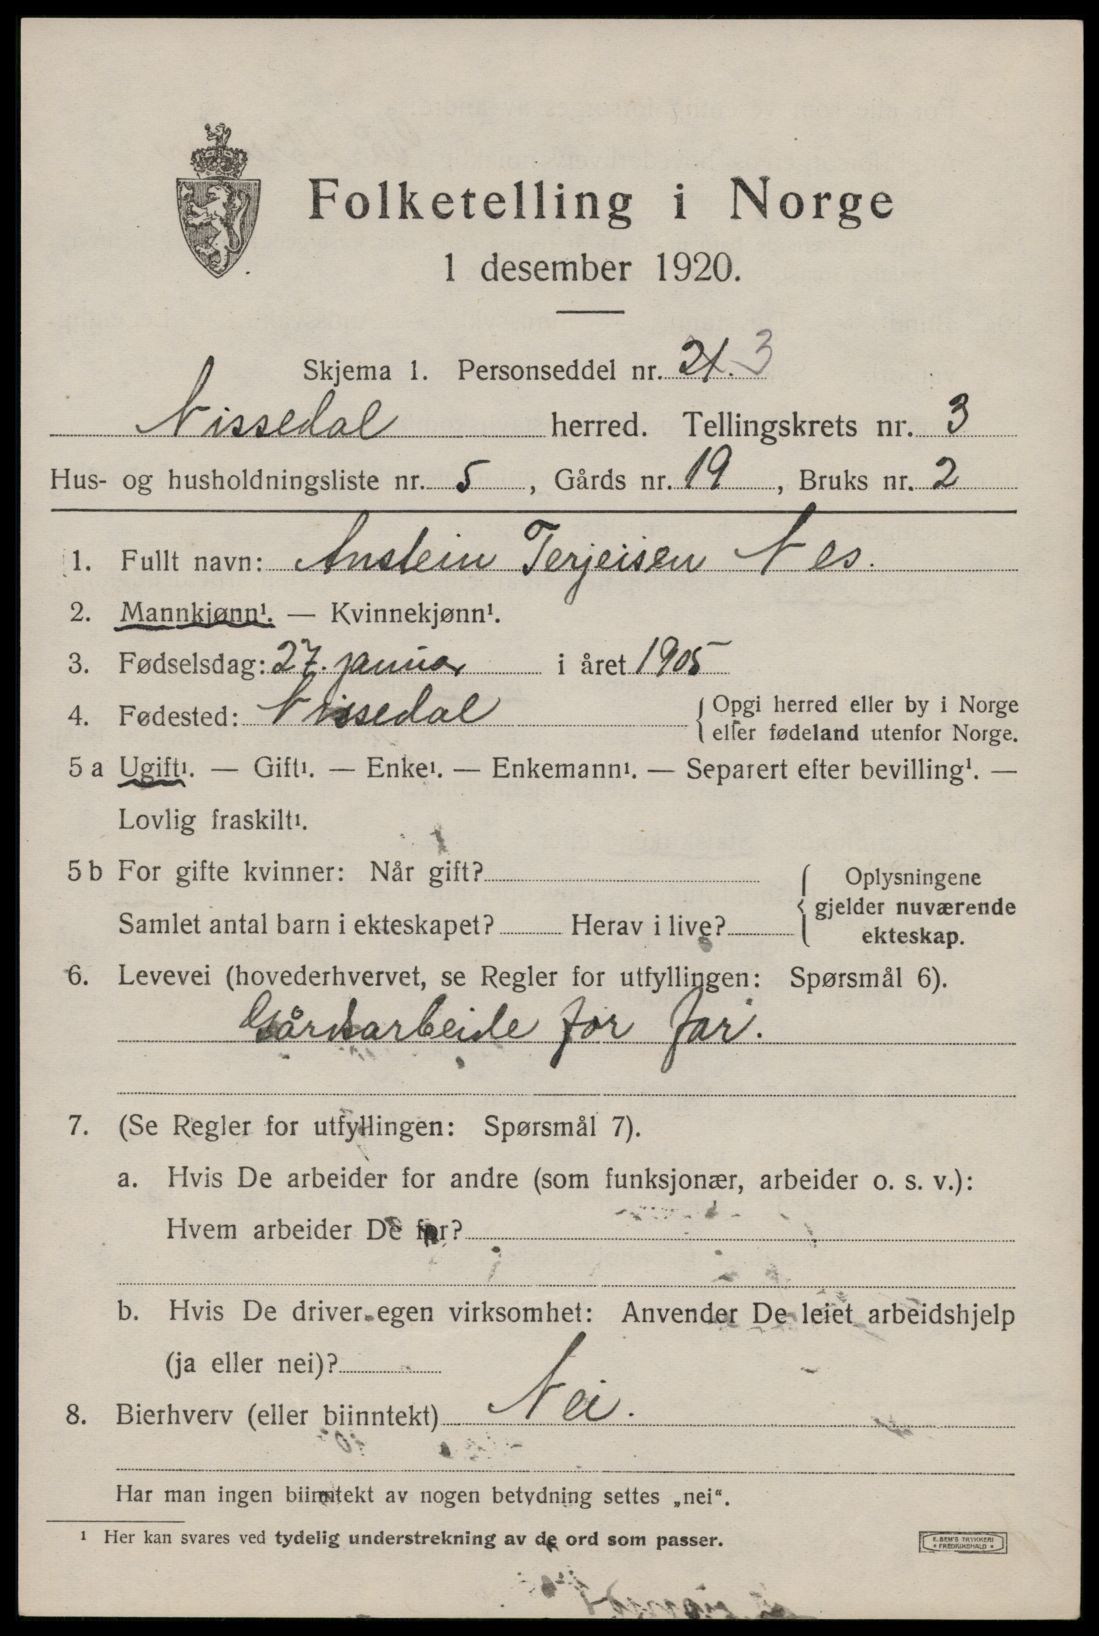 Folketelling i Norge
1 desember 1920.
Skjema 1. Personseddel nr. 21. 3
Nissedal herred. Tellingskrets nr. 3
Hus- og husholdningsliste nr. 5, Gårds nr. 19, Bruks nr. 2
1. Fullt navn: Anstein Terjeisen Nes.
2. Mannkjønn¹. — Kvinnekjønn¹.
3. Fødselsdag: 27. januar i året 1905
4. Fødested: Nissedal { Opgi herred eller by i Norge
eller fødeland utenfor Norge.
5 a Ugift¹. — Gift¹. — Enke¹. — Enkemann¹. — Separert efter bevilling¹. —
Lovlig fraskilt¹.
5 b For gifte kvinner: Når gift?
Samlet antal barn i ekteskapet? Herav i live?
{ Oplysningene
gjelder nuværende
ekteskap.
6. Levevei (hovederhvervet, se Regler for utfyllingen: Spørsmål 6).
Gårdsarbeide for far.
7. (Se Regler for utfyllingen: Spørsmål 7).
a. Hvis De arbeider for andre (som funksjonær, arbeider o. s. v.):
Hvem arbeider De for?
b. Hvis De driver egen virksomhet: Anvender De leiet arbeidshjelp
(ja eller nei)?
8. Bierhverv (eller biinntekt) Nei.
Har man ingen biinntekt av nogen betydning settes „nei“.
¹ Her kan svares ved tydelig understrekning av de ord som passer.
E. SEM'S TRYKKERI
FREDRIKSHALD